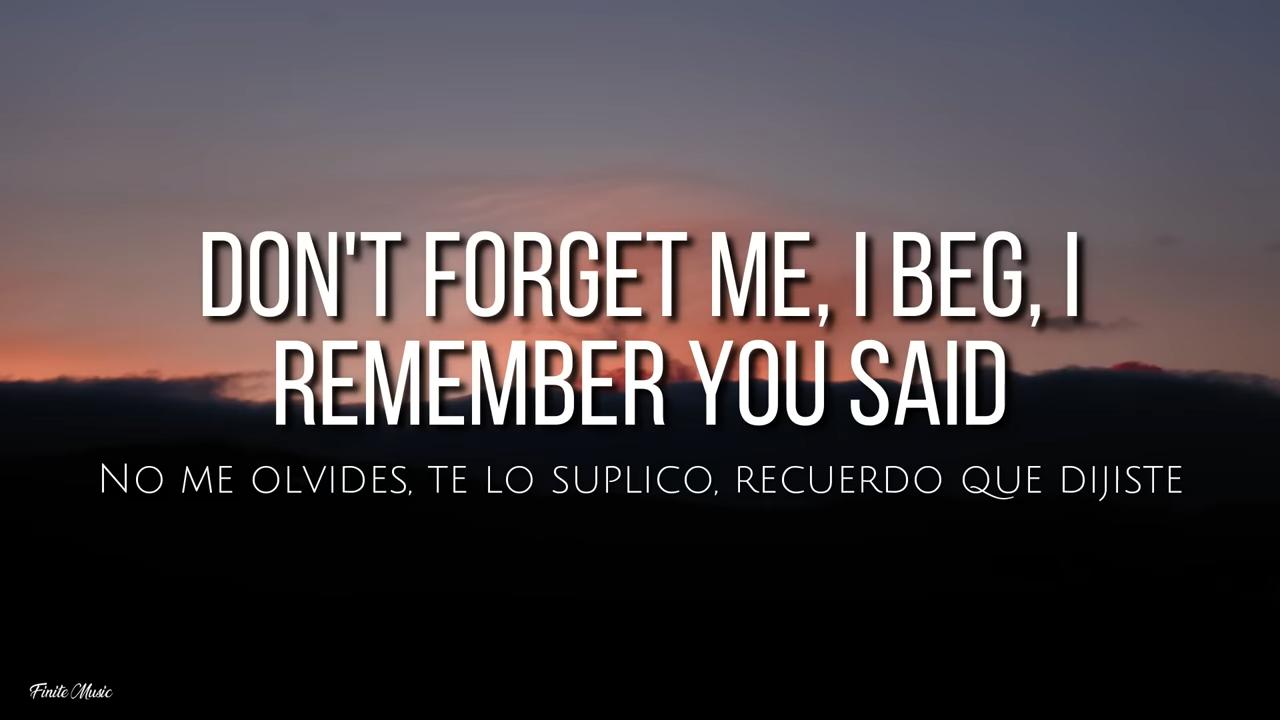 DON'T FORGET ME, I BEG, I
REMEMBER YOU SAID
No me olvides, te lo suplico, recuerdo que dijiste
Finite Music